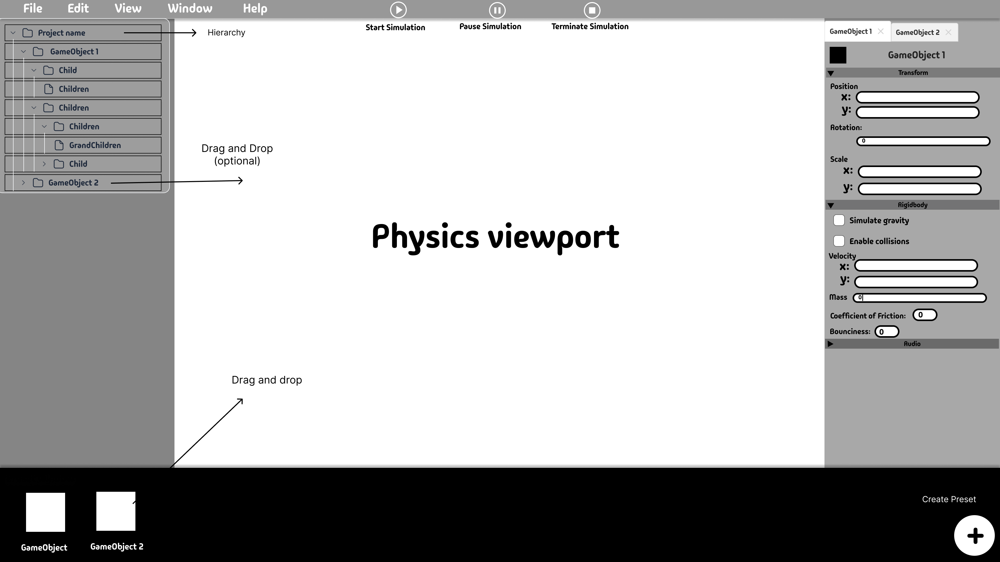 File Edit View Window Help
Start Simulation Pause Simulation Terminate Simulation
Project name
GameObject 1
Child
Children
Children
Children
GrandChildren
Child
GameObject 2
Hierarchy
Drag and Drop
(optional)
Physics viewport
Drag and drop
GameObject 1 GameObject 2
GameObject 1
Transform
Position
x:
y:
Rotation:
0
Scale
x:
y:
Rigidbody
Simulate gravity
Enable collisions
Velocity
x:
y:
Mass 0
Coefficient of Friction: 0
Bounciness: 0
Audio
GameObject
GameObject 2
Create Preset